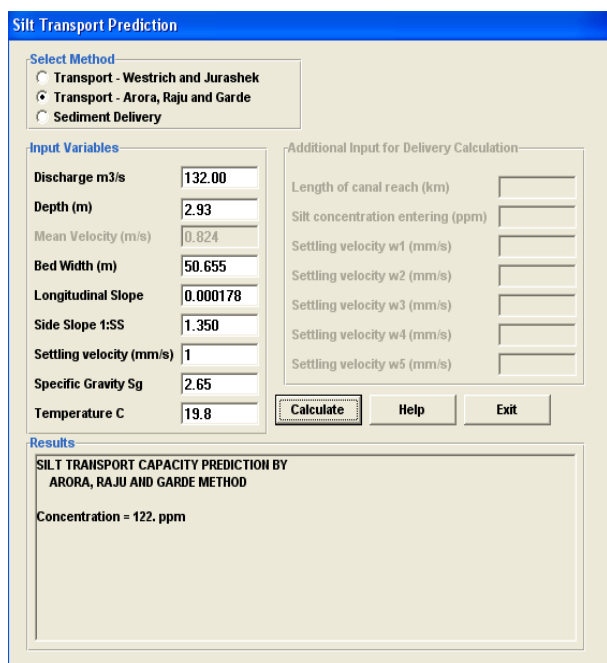 Silt Transport Prediction
Select Method
Transport - Westrich and Jurashek
Transport - Arora, Raju and Garde
Sediment Delivery
Input Variables
Discharge m3/s 132.00
Depth (m) 2.93
Mean Velocity (m/s) 0.824
Bed Width (m) 50.655
Longitudinal Slope 0.000178
Side Slope 1:SS 1.350
Settling velocity (mm/s) 1
Specific Gravity Sg 2.65
Temperature C 19.8
Additional Input for Delivery Calculation
Length of canal reach (km)
Silt concentration entering (ppm)
Settling velocity w1 (mm/s)
Settling velocity w2 (mm/s)
Settling velocity w3 (mm/s)
Settling velocity w4 (mm/s)
Settling velocity w5 (mm/s)
Calculate Help Exit
Results
SILT TRANSPORT CAPACITY PREDICTION BY
ARORA, RAJU AND GARDE METHOD
Concentration = 122. ppm